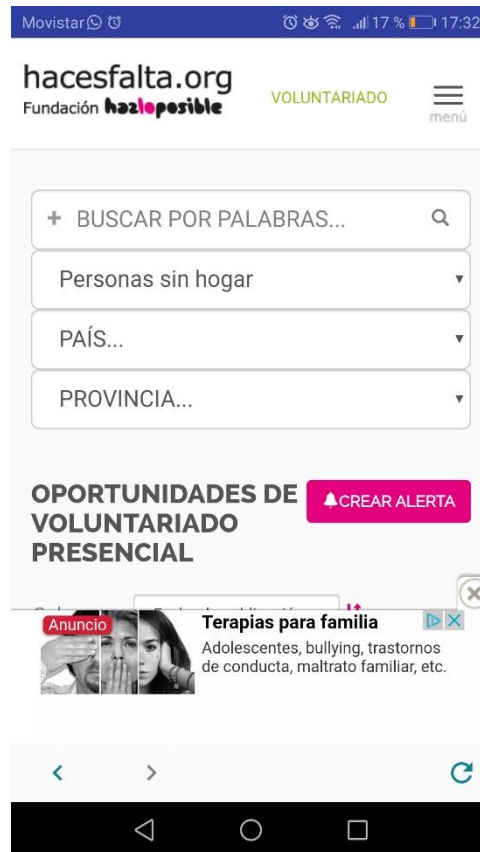 Movistar 17 % 17:32
hacesfalta.org
Fundación hazloposible
VOLUNTARIADO
menú
+ BUSCAR POR PALABRAS...
Personas sin hogar
PAÍS...
PROVINCIA...
OPORTUNIDADES DE
VOLUNTARIADO
PRESENCIAL
CREAR ALERTA
Anuncio
Terapias para familia
Adolescentes, bullying, trastornos
de conducta, maltrato familiar, etc.